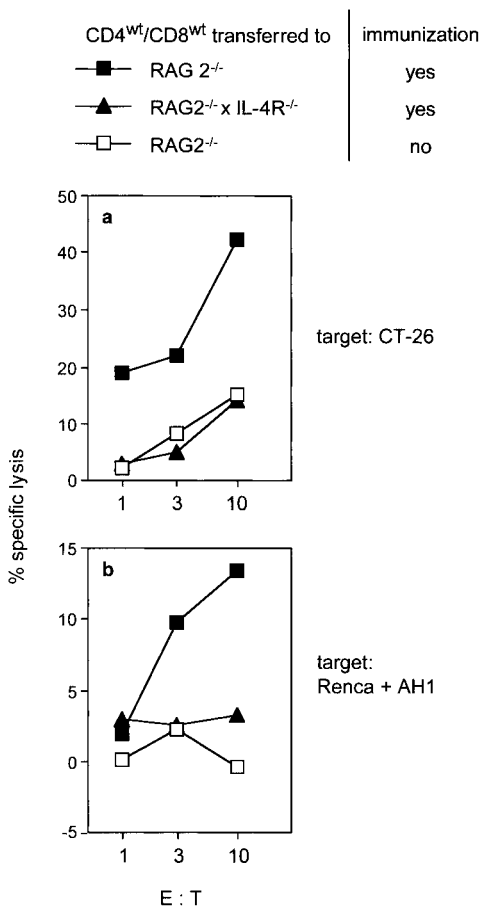 CD4wt/CD8wt transferred to immunization
RAG 2-/- yes
RAG2-/- x IL-4R-/- yes
RAG2-/- no
50
a
40
30
target: CT-26
20
10
0
1 3 10
% specific lysis
15
b
10
target:
Renca + AH1
5
0
-5
1 3 10
E : T